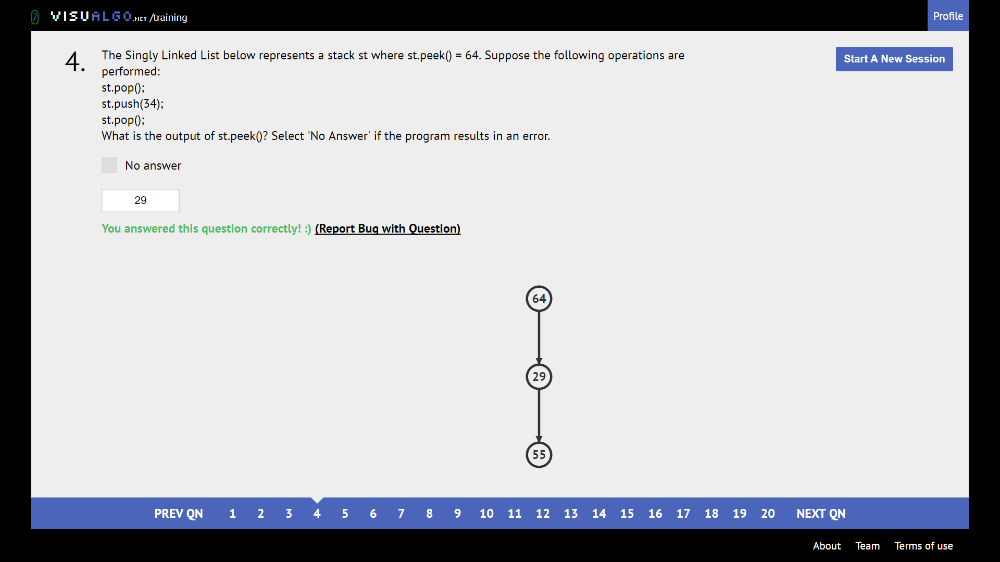 7 VISUALGO.NET /training
Profile
4.
The Singly Linked List below represents a stack st where st.peek() = 64. Suppose the following operations are
performed:
st.pop();
st.push(34);
st.pop();
What is the output of st.peek()? Select 'No Answer' if the program results in an error.
Start A New Session
No answer
29
You answered this question correctly! :) (Report Bug with Question)
64
29
55
PREV QN 1 2 3 4 5 6 7 8 9 10 11 12 13 14 15 16 17 18 19 20 NEXT QN
About Team Terms of use